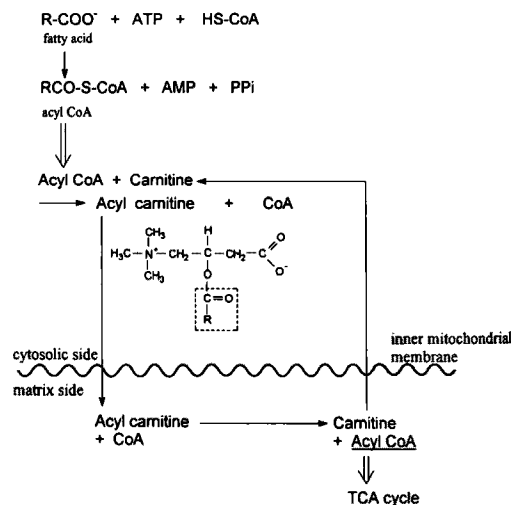 R-COO⁻ + ATP + HS-CoA
fatty acid
RCO-S-CoA + AMP + PPi
acyl CoA
Acyl CoA + Carnitine
Acyl carnitine + CoA
CH₃ H O
H₃C-N⁺-CH₂-C-CH₂-C
CH₃ O O⁻
C=O
R
cytosolic side
inner mitochondrial
membrane
matrix side
Acyl carnitine
+ CoA
Carnitine
+ Acyl CoA
TCA cycle